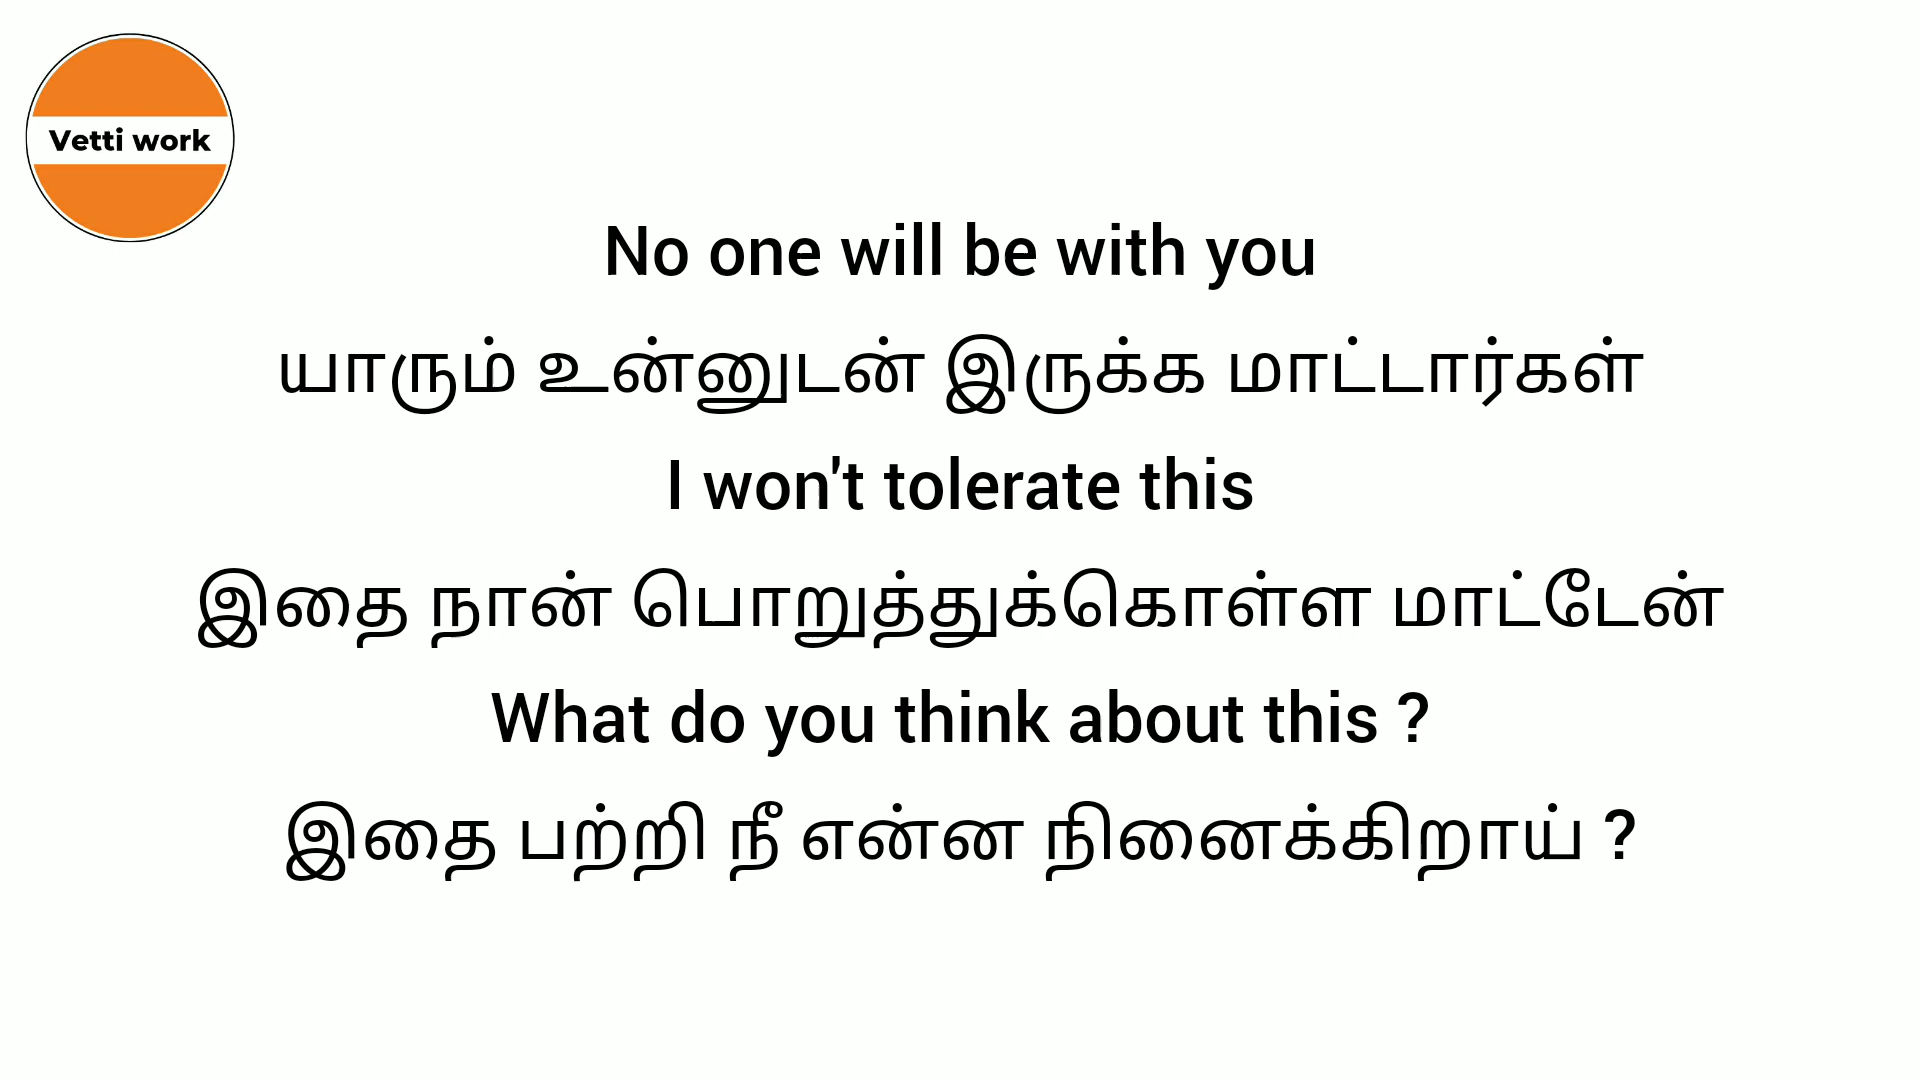 Vetti work
No one will be with you
யாரும் உன்னுடன் இருக்க மாட்டார்கள்
I won't tolerate this
இதை நான் பொறுத்துக்கொள்ள மாட்டேன்
What do you think about this ?
இதை பற்றி நீ என்ன நினைக்கிறாய் ?